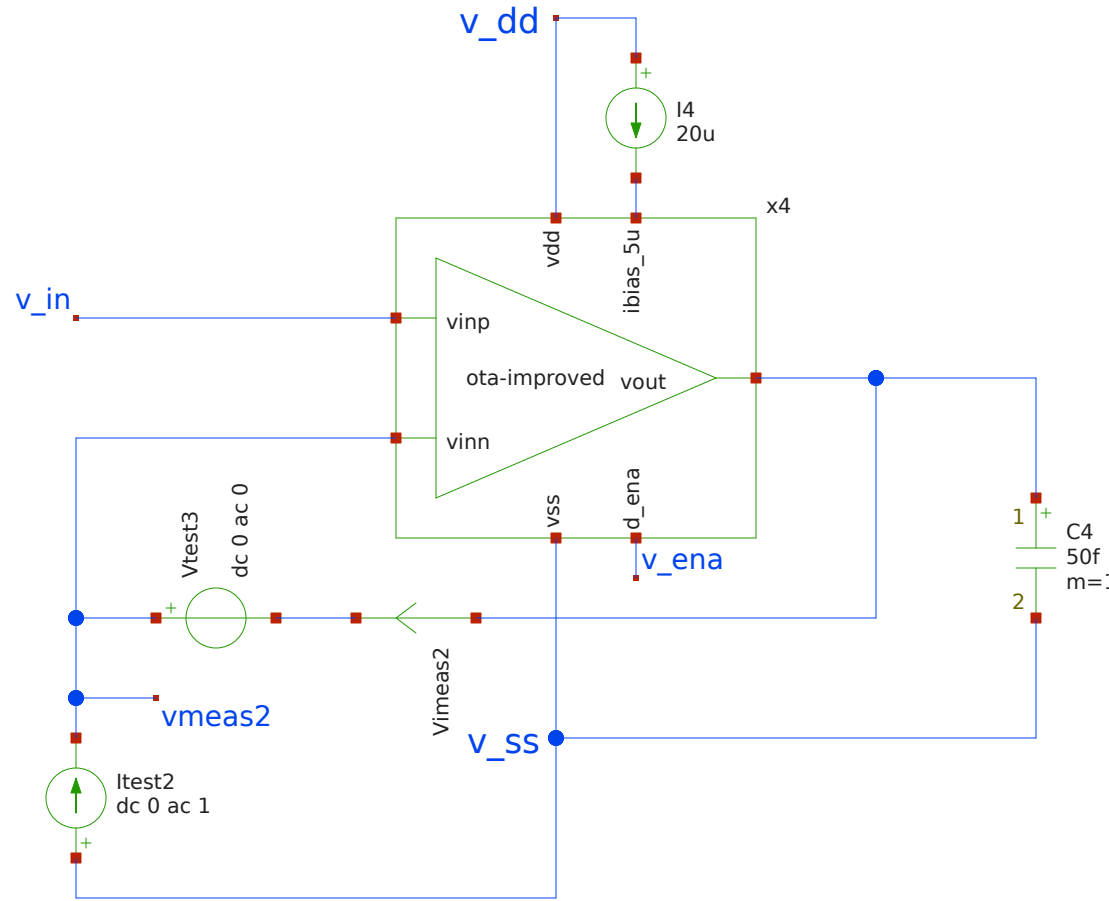 v_dd
+
I4
20u
x4
vdd
ibias_5u
v_in
vinp
ota-improved
vout
vinn
vss
d_ena
v_ena
Vtest3
dc 0 ac 0
+
Vimeas2
1
+
C4
50f
2
vmeas2
v_ss
Itest2
dc 0 ac 1
+